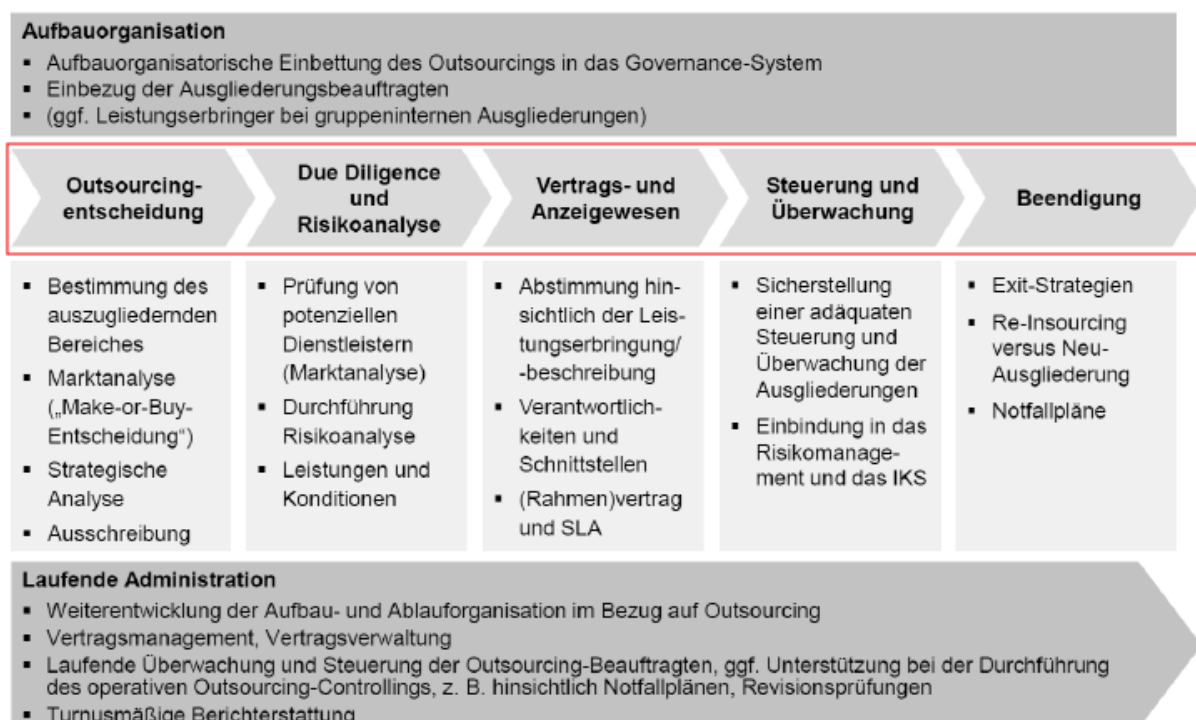 Aufbauorganisation
▪ Aufbauorganisatorische Einbettung des Outsourcings in das Governance-System
▪ Einbezug der Ausgliederungsbeauftragten
▪ (ggf. Leistungserbringer bei gruppeninternen Ausgliederungen)
Outsourcing-
entscheidung
Due Diligence
und
Risikoanalyse
Vertrags- und
Anzeigewesen
Steuerung und
Überwachung
Beendigung
▪ Bestimmung des
auszugliedernden
Bereiches
▪ Marktanalyse
(„Make-or-Buy-
Entscheidung“)
▪ Strategische
Analyse
▪ Ausschreibung
▪ Prüfung von
potenziellen
Dienstleistern
(Marktanalyse)
▪ Durchführung
Risikoanalyse
▪ Leistungen und
Konditionen
▪ Abstimmung hin-
sichtlich der Leis-
tungserbringung/
-beschreibung
▪ Verantwortlich-
keiten und
Schnittstellen
▪ (Rahmen)vertrag
und SLA
▪ Sicherstellung
einer adäquaten
Steuerung und
Überwachung der
Ausgliederungen
▪ Einbindung in das
Risikomanage-
ment und das IKS
▪ Exit-Strategien
▪ Re-Insourcing
versus Neu-
Ausgliederung
▪ Notfallpläne
Laufende Administration
▪ Weiterentwicklung der Aufbau- und Ablauforganisation im Bezug auf Outsourcing
▪ Vertragsmanagement, Vertragsverwaltung
▪ Laufende Überwachung und Steuerung der Outsourcing-Beauftragten, ggf. Unterstützung bei der Durchführung
des operativen Outsourcing-Controllings, z. B. hinsichtlich Notfallplänen, Revisionsprüfungen
▪ Turnusmäßige Berichterstattung